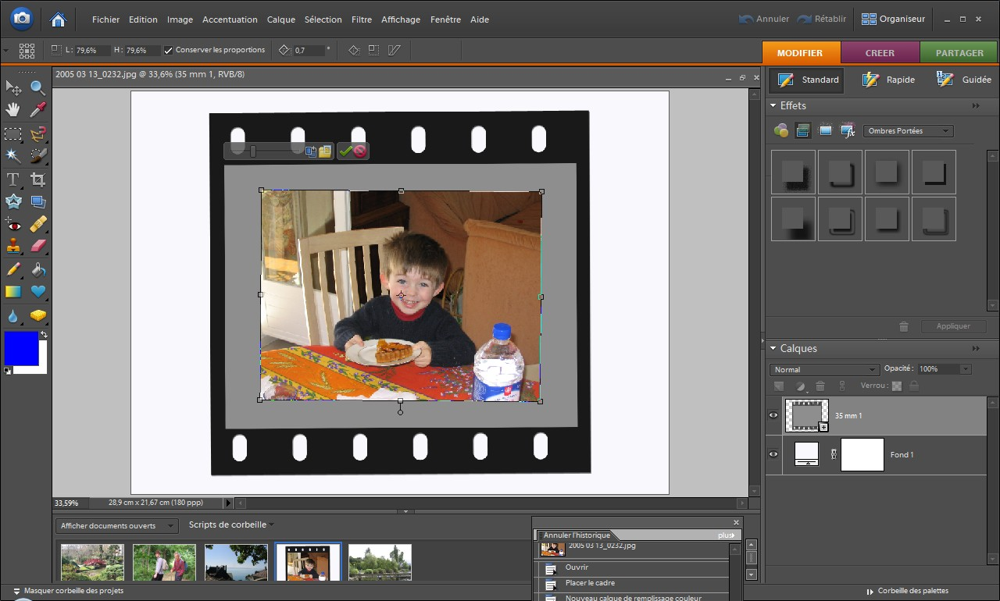 Fichier Edition Image Accentuation Calque Sélection Filtre Affichage Fenêtre Aide Annuler Rétablir Organiseur
L: 79,6% H: 79,6% Conserver les proportions 0,7 °
MODIFIER CREER PARTAGER
2005 03 13_0232.jpg @ 33,6% (35 mm 1, RVB/8)
Standard Rapide Guidée
Effets
Ombres Portées
Appliquer
Calques
Normal Opacité: 100%
Verrou:
35 mm 1
Fond 1
33,59% 28,9 cm x 21,67 cm (180 ppp)
Afficher documents ouverts Scripts de corbeille
Annuler l'historique plus
2005 03 13_0232.jpg
Ouvrir
Placer le cadre
Nouveau calque de remplissage couleur
Masquer corbeille des projets Corbeille des palettes